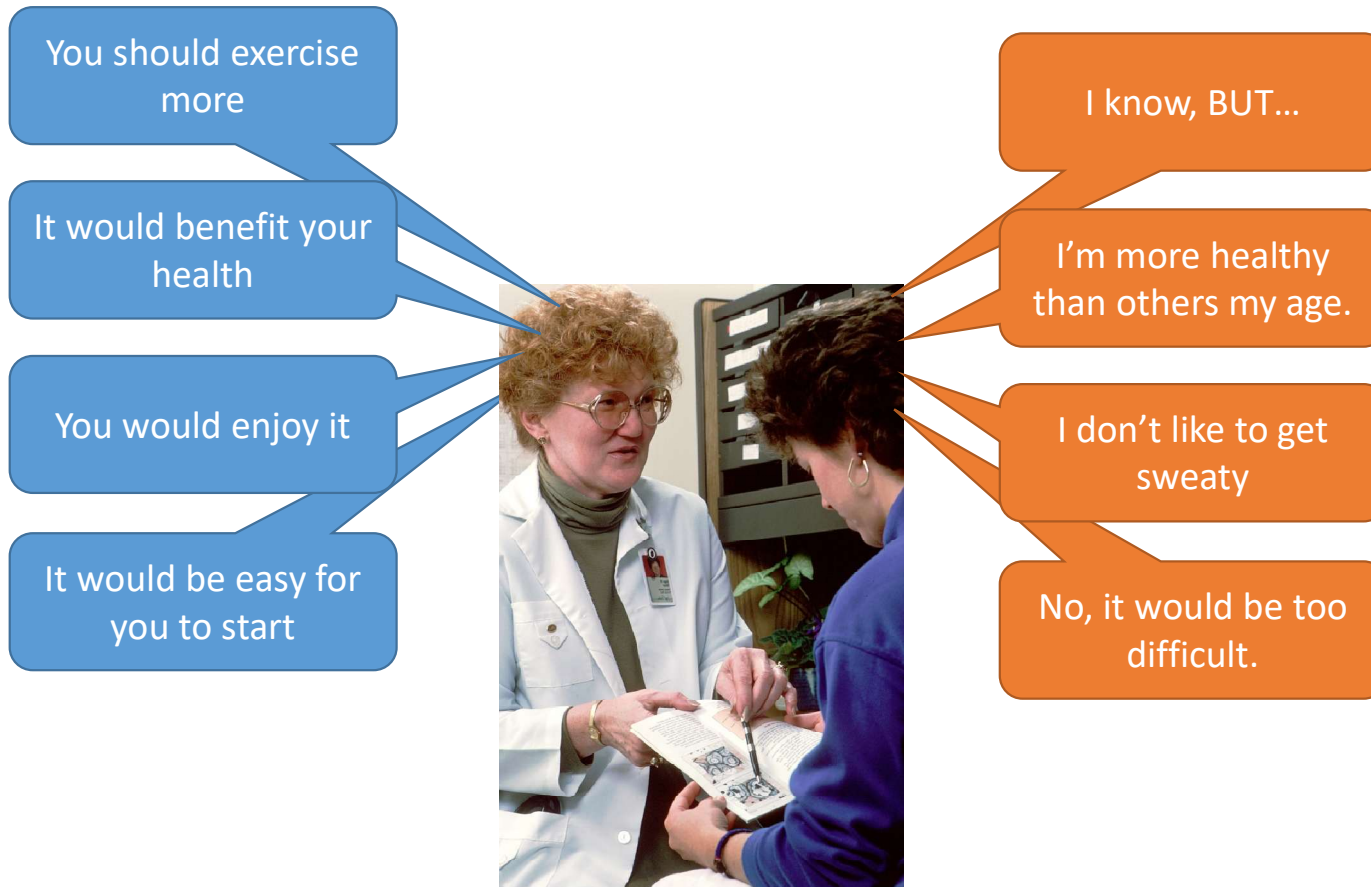 You should exercise
more
I know, BUT…
It would benefit your
health
I’m more healthy
than others my age.
You would enjoy it
I don’t like to get
sweaty
It would be easy for
you to start
No, it would be too
difficult.